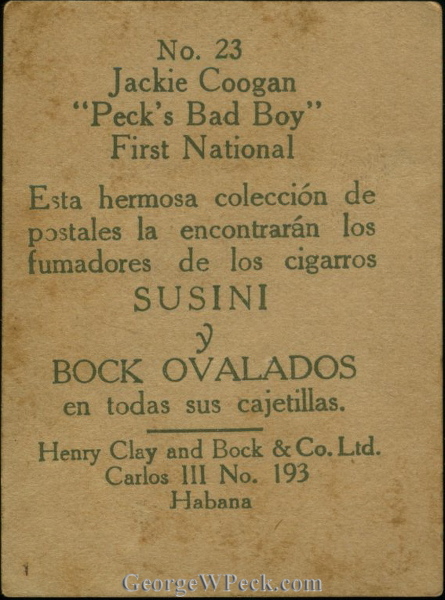 No. 23
Jackie Coogan
"Peck's Bad Boy"
First National
Esta hermosa colección de
postales la encontrarán los
fumadores de los cigarros
SUSINI
y
BOCK OVALADOS
en todas sus cajetillas.
Henry Clay and Bock & Co. Ltd.
Carlos III No. 193
Habana
GeorgeWPeck.com